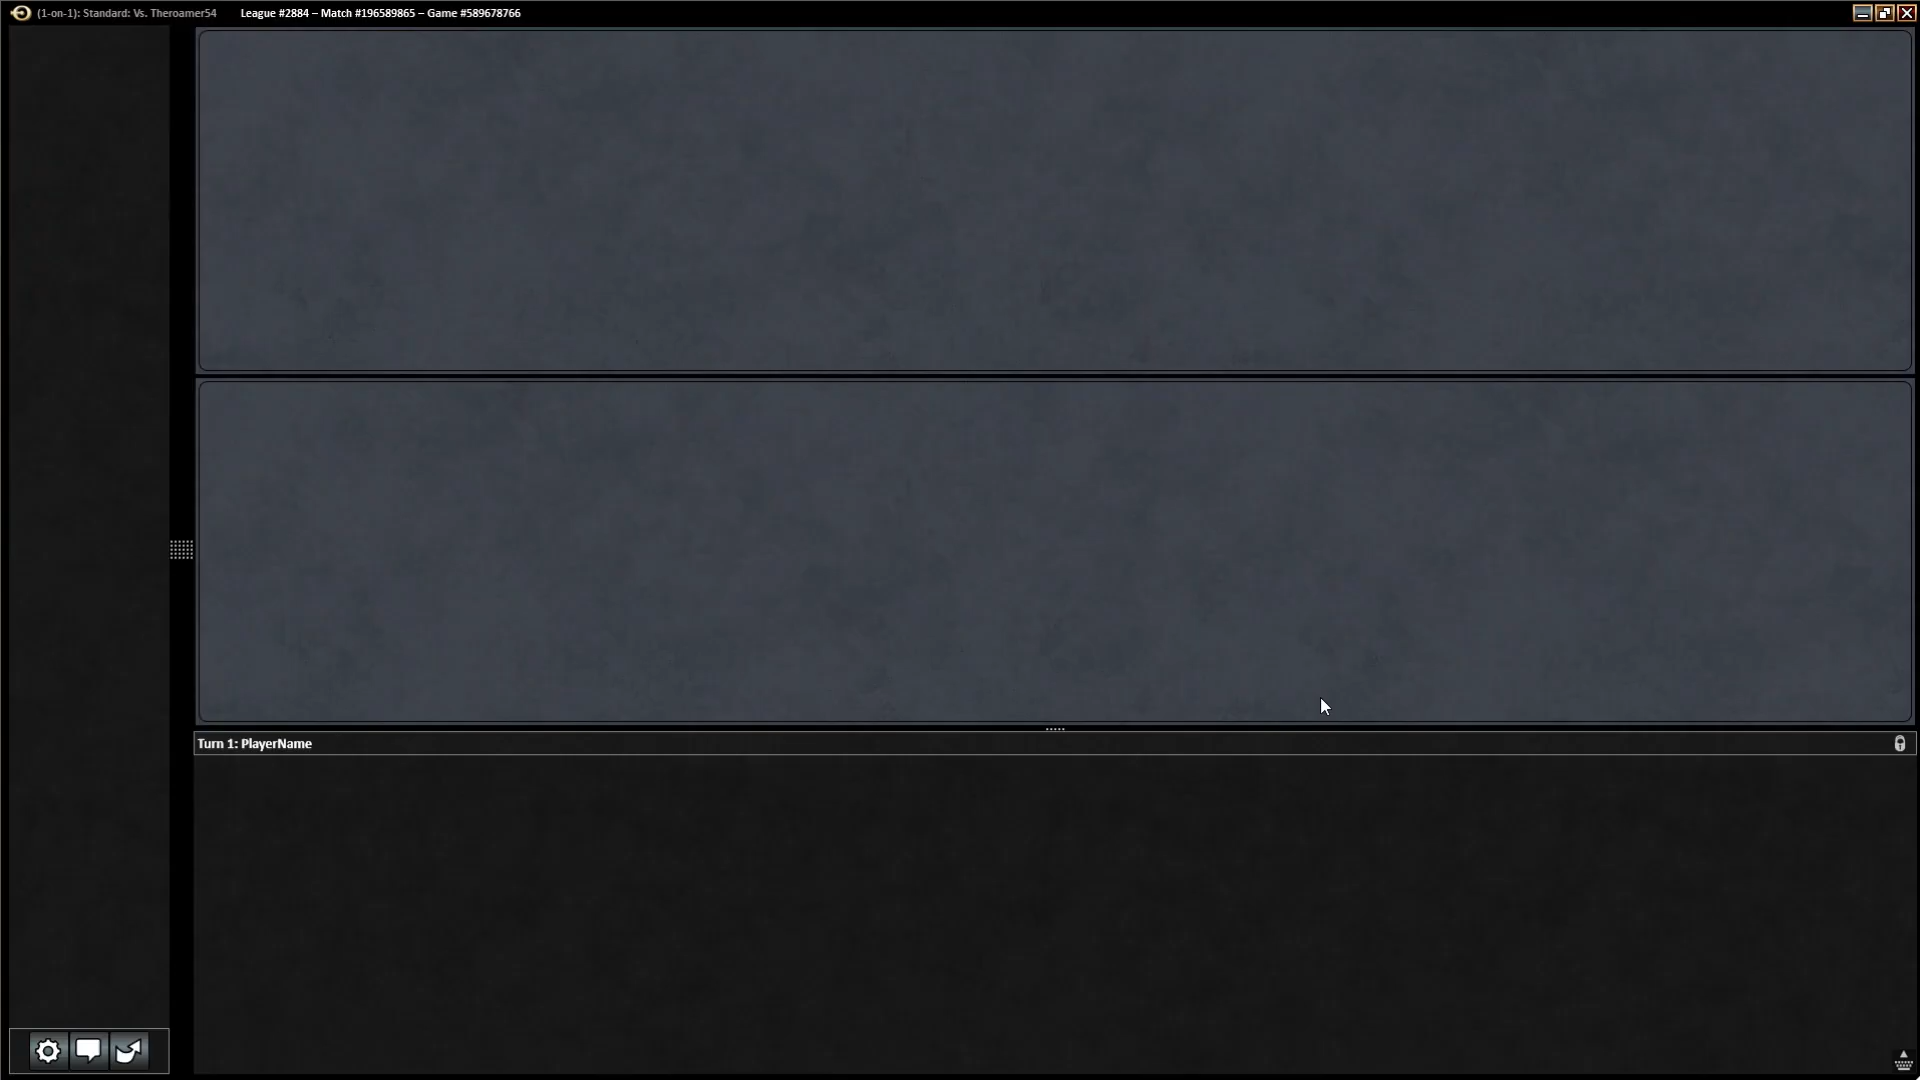 (1-on-1): Standard: Vs. Theroamer54 League #2884 – Match #196589865 – Game #589678766
Turn 1: PlayerName